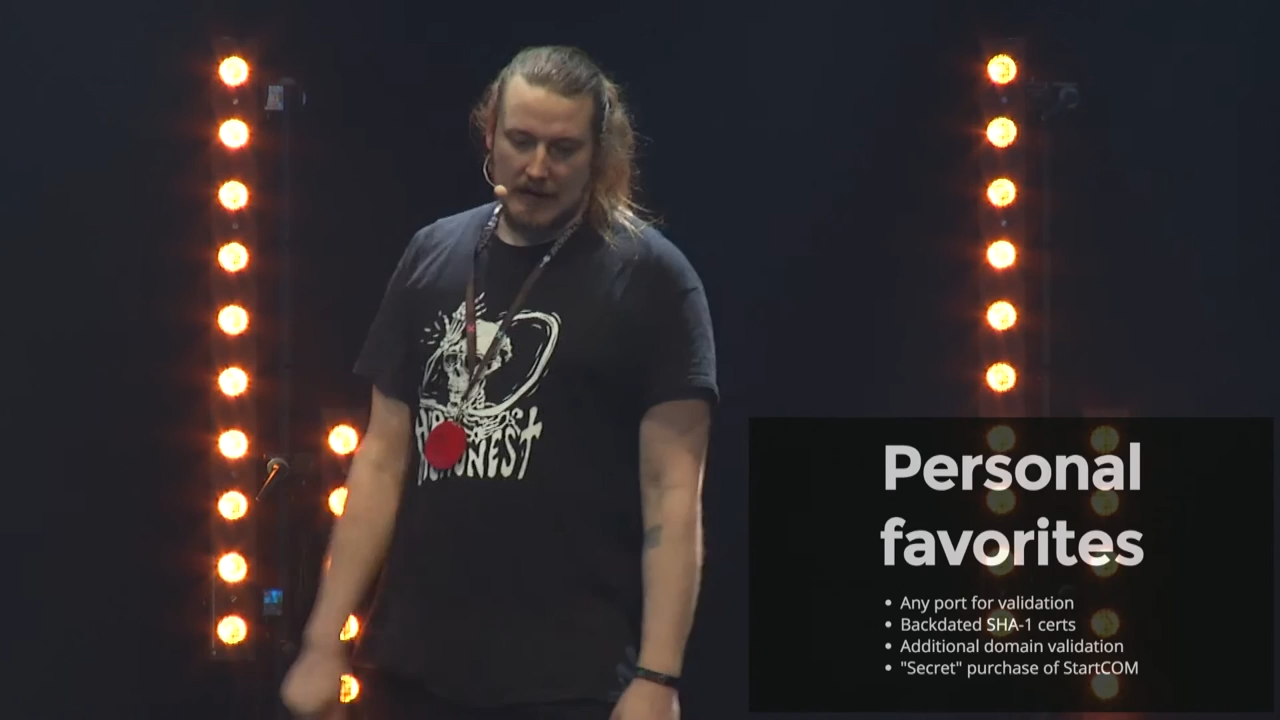 Personal
favorites
• Any port for validation
• Backdated SHA-1 certs
• Additional domain validation
• "Secret" purchase of StartCOM